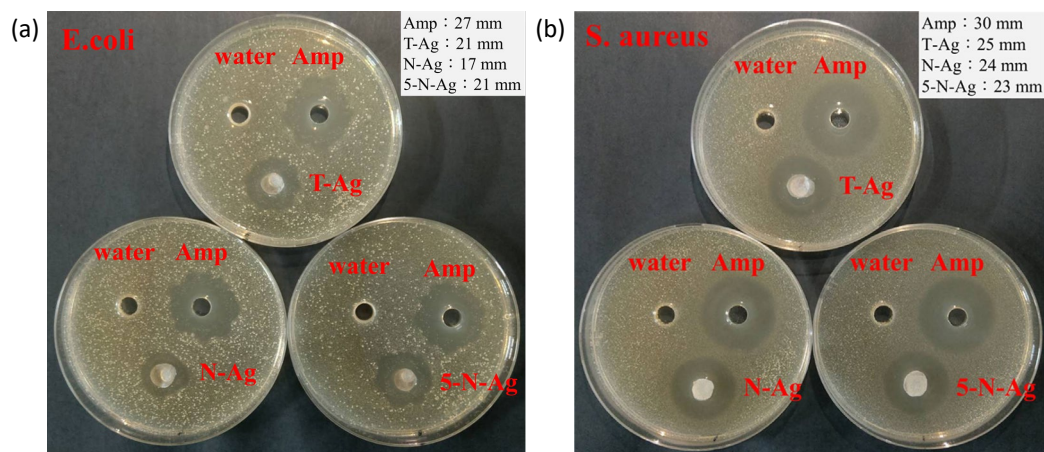 (a)
E.coli
Amp：27 mm
T-Ag：21 mm
N-Ag：17 mm
5-N-Ag：21 mm
water Amp
T-Ag
water Amp
N-Ag
water Amp
5-N-Ag
(b)
S. aureus
Amp：30 mm
T-Ag：25 mm
N-Ag：24 mm
5-N-Ag：23 mm
water Amp
T-Ag
water Amp
N-Ag
water Amp
5-N-Ag